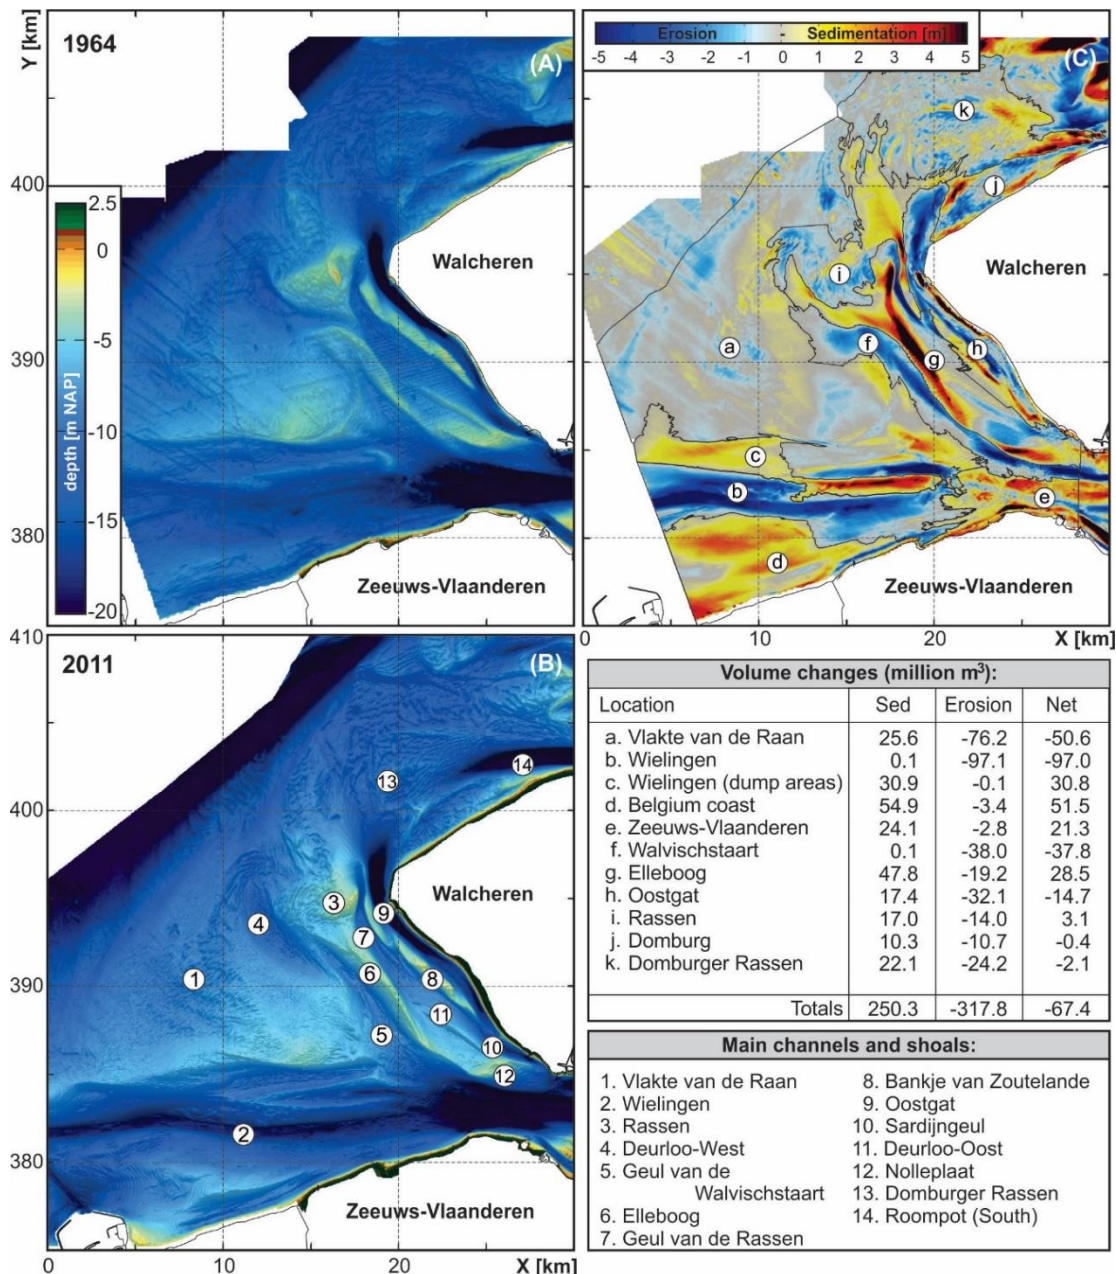 Y [km]
1964
(A)
400
390
380
2.5
0
-5
-10
-15
-20
depth [m NAP]
Walcheren
Zeeuws-Vlaanderen
Erosion - Sedimentation [m]
-5 -4 -3 -2 -1 0 1 2 3 4 5
(C)
k
j
i
a
f
g
h
c
b
e
d
Walcheren
Zeeuws-Vlaanderen
0 10 20 X [km]
410
2011
(B)
400
390
380
13
14
3
4
9
7
1
6
8
11
5
10
12
2
Walcheren
Zeeuws-Vlaanderen
0 10 20 X [km]
Volume changes (million m³):
Location Sed Erosion Net
a. Vlakte van de Raan 25.6 -76.2 -50.6
b. Wielingen 0.1 -97.1 -97.0
c. Wielingen (dump areas) 30.9 -0.1 30.8
d. Belgium coast 54.9 -3.4 51.5
e. Zeeuws-Vlaanderen 24.1 -2.8 21.3
f. Walvischstaart 0.1 -38.0 -37.8
g. Elleboog 47.8 -19.2 28.5
h. Oostgat 17.4 -32.1 -14.7
i. Rassen 17.0 -14.0 3.1
j. Domburg 10.3 -10.7 -0.4
k. Domburger Rassen 22.1 -24.2 -2.1
Totals 250.3 -317.8 -67.4
Main channels and shoals:
1. Vlakte van de Raan
2. Wielingen
3. Rassen
4. Deurloo-West
5. Geul van de
Walvischstaart
6. Elleboog
7. Geul van de Rassen
8. Bankje van Zoutelande
9. Oostgat
10. Sardijngeul
11. Deurloo-Oost
12. Nolleplaat
13. Domburger Rassen
14. Roompot (South)